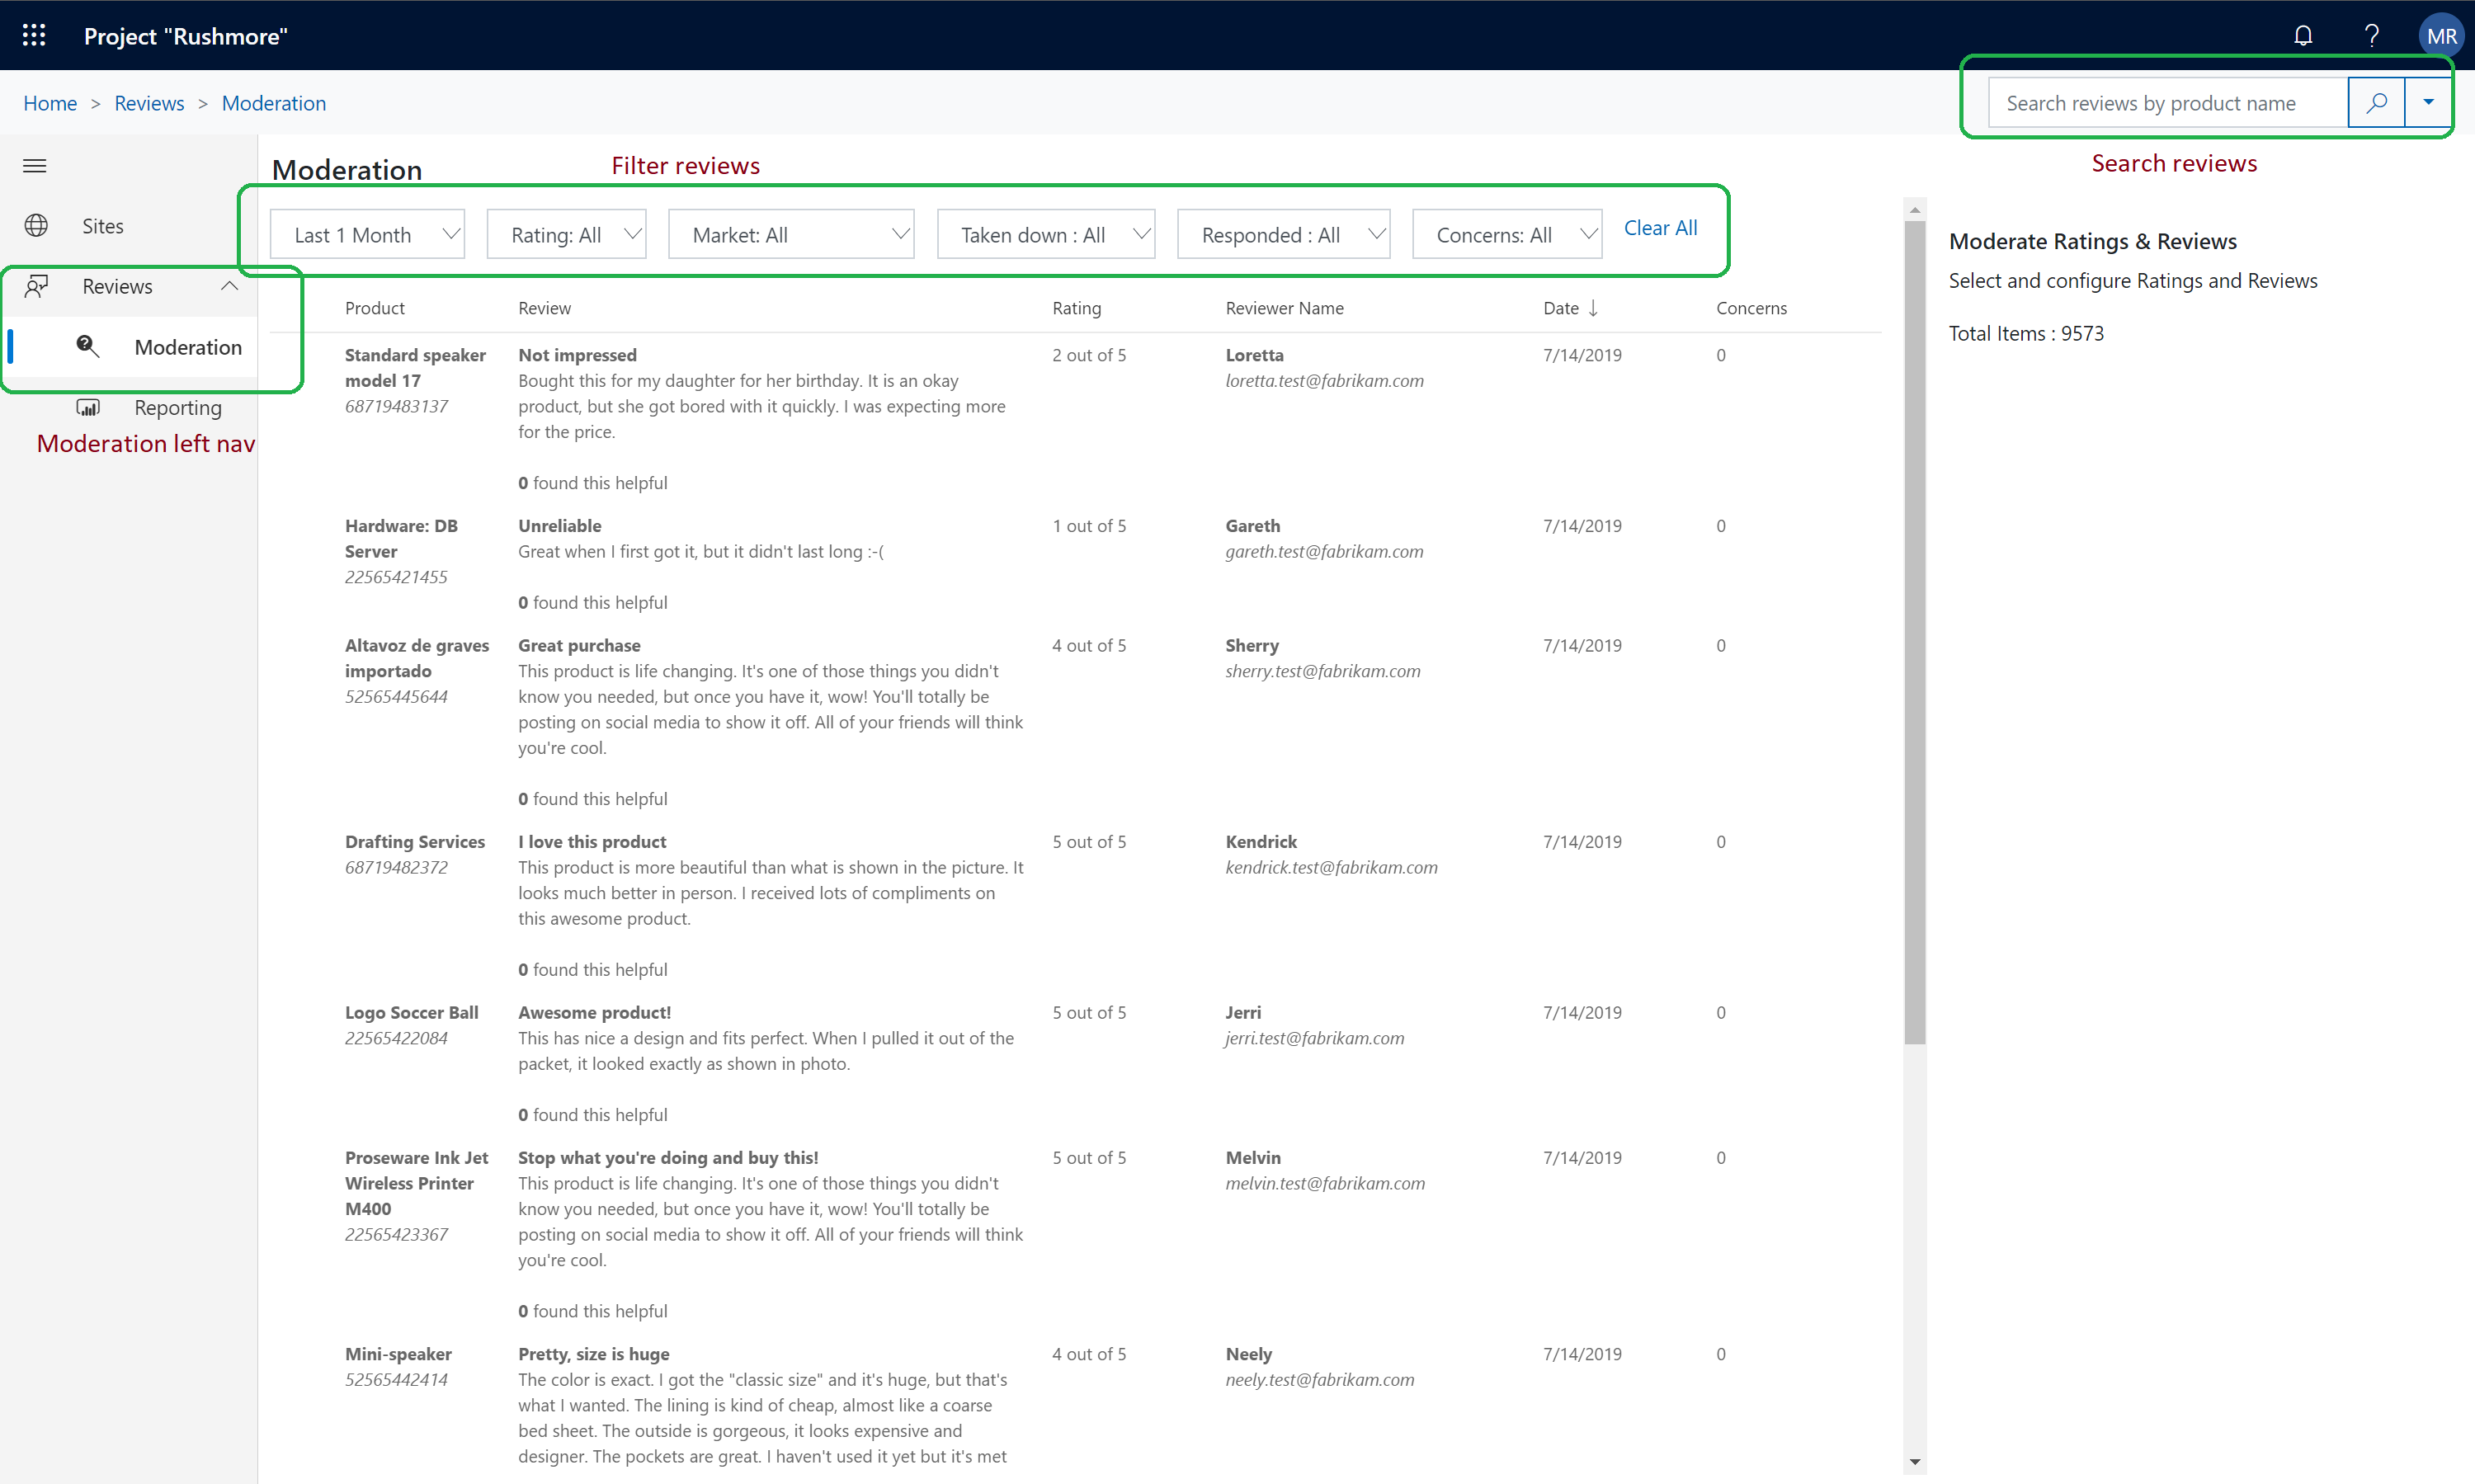 Project "Rushmore"
MR
Home > Reviews > Moderation
Search reviews by product name
Search reviews
Sites
Reviews
Moderation
Reporting
Moderation left nav
Moderation
Filter reviews
Last 1 Month
Rating: All
Market: All
Taken down : All
Responded : All
Concerns: All
Clear All
Product Review Rating Reviewer Name Date ↓ Concerns
Standard speaker
model 17
68719483137
Not impressed
Bought this for my daughter for her birthday. It is an okay
product, but she got bored with it quickly. I was expecting more
for the price.
0 found this helpful
2 out of 5
Loretta
loretta.test@fabrikam.com
7/14/2019
0
Hardware: DB
Server
22565421455
Unreliable
Great when I first got it, but it didn't last long :-(
0 found this helpful
1 out of 5
Gareth
gareth.test@fabrikam.com
7/14/2019
0
Altavoz de graves
importado
52565445644
Great purchase
This product is life changing. It's one of those things you didn't
know you needed, but once you have it, wow! You'll totally be
posting on social media to show it off. All of your friends will think
you're cool.
0 found this helpful
4 out of 5
Sherry
sherry.test@fabrikam.com
7/14/2019
0
Drafting Services
68719482372
I love this product
This product is more beautiful than what is shown in the picture. It
looks much better in person. I received lots of compliments on
this awesome product.
0 found this helpful
5 out of 5
Kendrick
kendrick.test@fabrikam.com
7/14/2019
0
Logo Soccer Ball
22565422084
Awesome product!
This has nice a design and fits perfect. When I pulled it out of the
packet, it looked exactly as shown in photo.
0 found this helpful
5 out of 5
Jerri
jerri.test@fabrikam.com
7/14/2019
0
Proseware Ink Jet
Wireless Printer
M400
22565423367
Stop what you're doing and buy this!
This product is life changing. It's one of those things you didn't
know you needed, but once you have it, wow! You'll totally be
posting on social media to show it off. All of your friends will think
you're cool.
0 found this helpful
5 out of 5
Melvin
melvin.test@fabrikam.com
7/14/2019
0
Mini-speaker
52565442414
Pretty, size is huge
The color is exact. I got the "classic size" and it's huge, but that's
what I wanted. The lining is kind of cheap, almost like a coarse
bed sheet. The outside is gorgeous, it looks expensive and
designer. The pockets are great. I haven't used it yet but it's met
4 out of 5
Neely
neely.test@fabrikam.com
7/14/2019
0
Moderate Ratings & Reviews
Select and configure Ratings and Reviews
Total Items : 9573